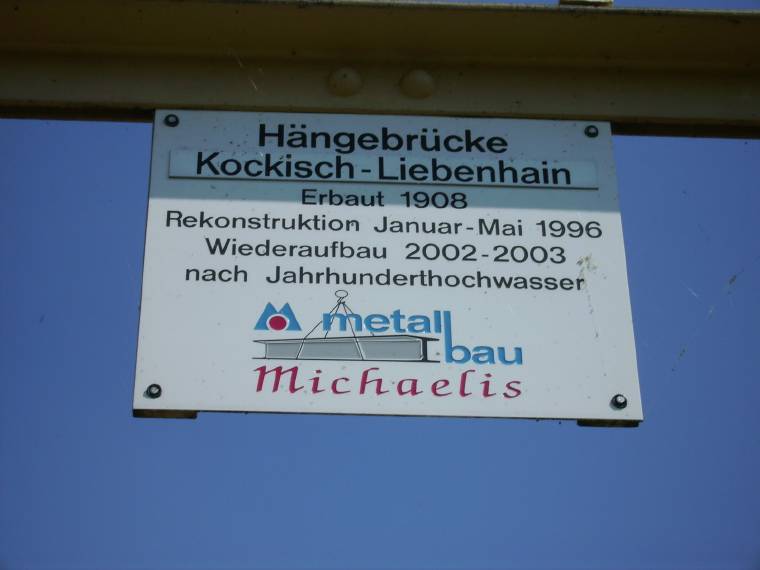 Hängebrücke
Kockisch-Liebenhain
Erbaut 1908
Rekonstruktion Januar-Mai 1996
Wiederaufbau 2002-2003
nach Jahrhunderthochwasser
metall
bau
Michaelis